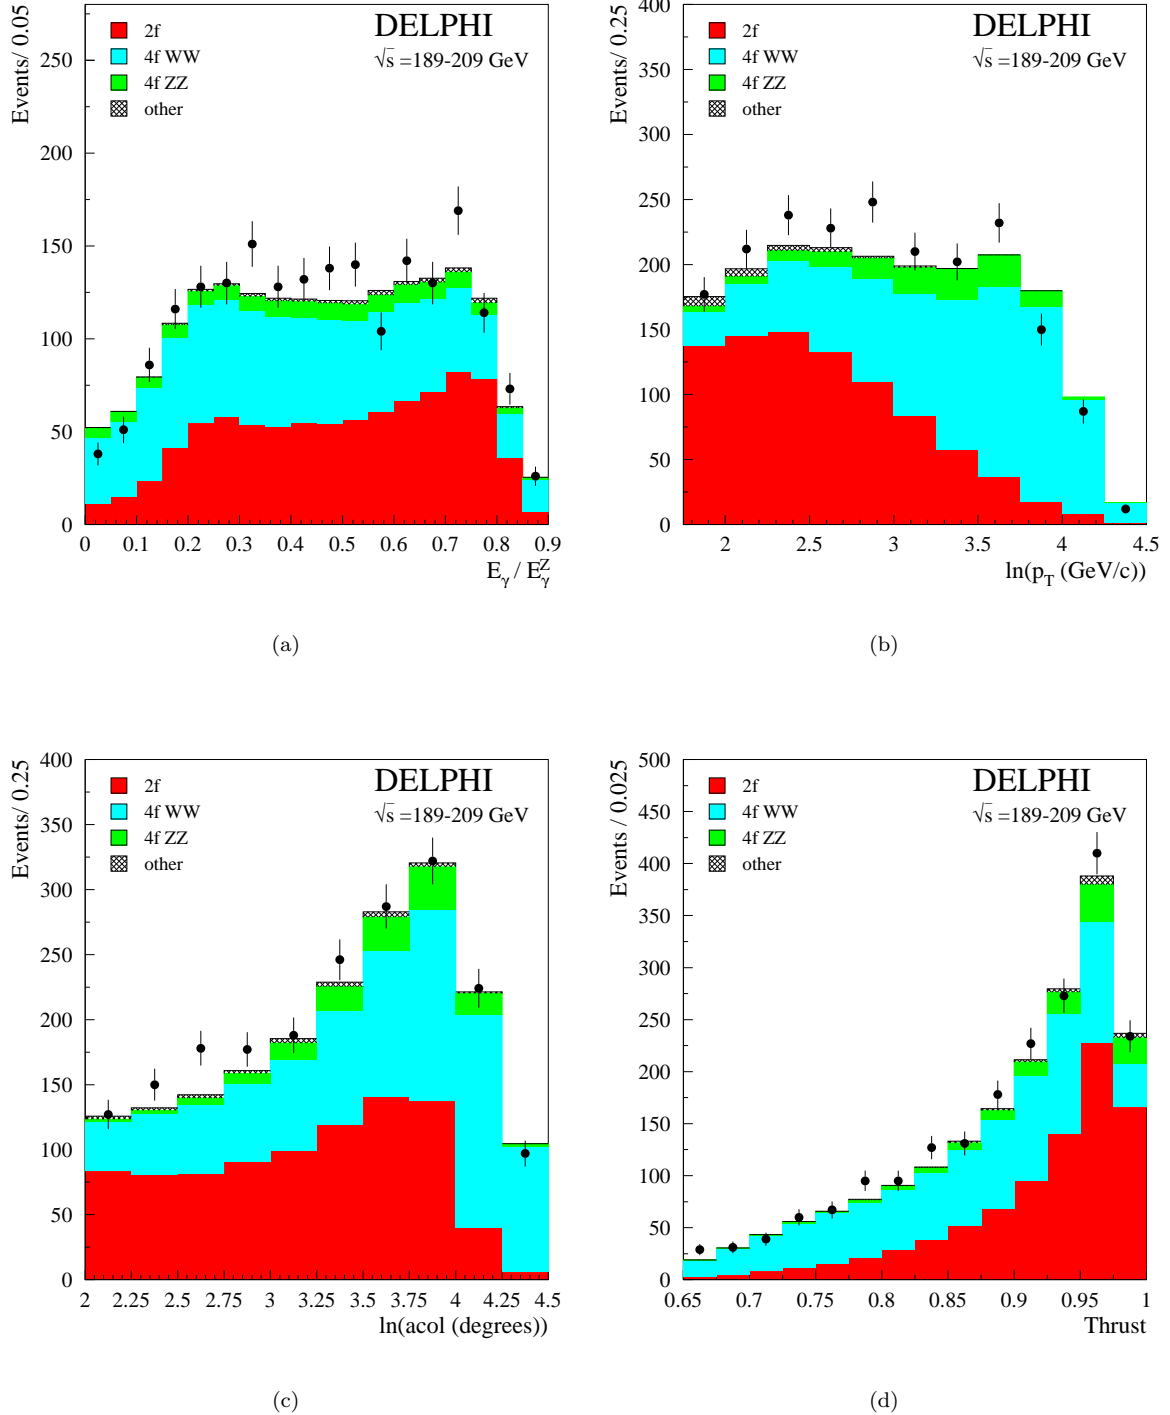 Events/ 0.05
DELPHI
√s =189-209 GeV
2f
4f WW
4f ZZ
other
250
200
150
100
50
0
0 0.1 0.2 0.3 0.4 0.5 0.6 0.7 0.8 0.9
E_γ / E_γ^Z
(a)
Events/ 0.25
DELPHI
√s =189-209 GeV
2f
4f WW
4f ZZ
other
400
350
300
250
200
150
100
50
0
2 2.5 3 3.5 4 4.5
ln(p_T (GeV/c))
(b)
Events/ 0.25
DELPHI
√s =189-209 GeV
2f
4f WW
4f ZZ
other
400
350
300
250
200
150
100
50
0
2 2.25 2.5 2.75 3 3.25 3.5 3.75 4 4.25 4.5
ln(acol (degrees))
(c)
Events / 0.025
DELPHI
√s =189-209 GeV
2f
4f WW
4f ZZ
other
500
450
400
350
300
250
200
150
100
50
0
0.65 0.7 0.75 0.8 0.85 0.9 0.95 1
Thrust
(d)